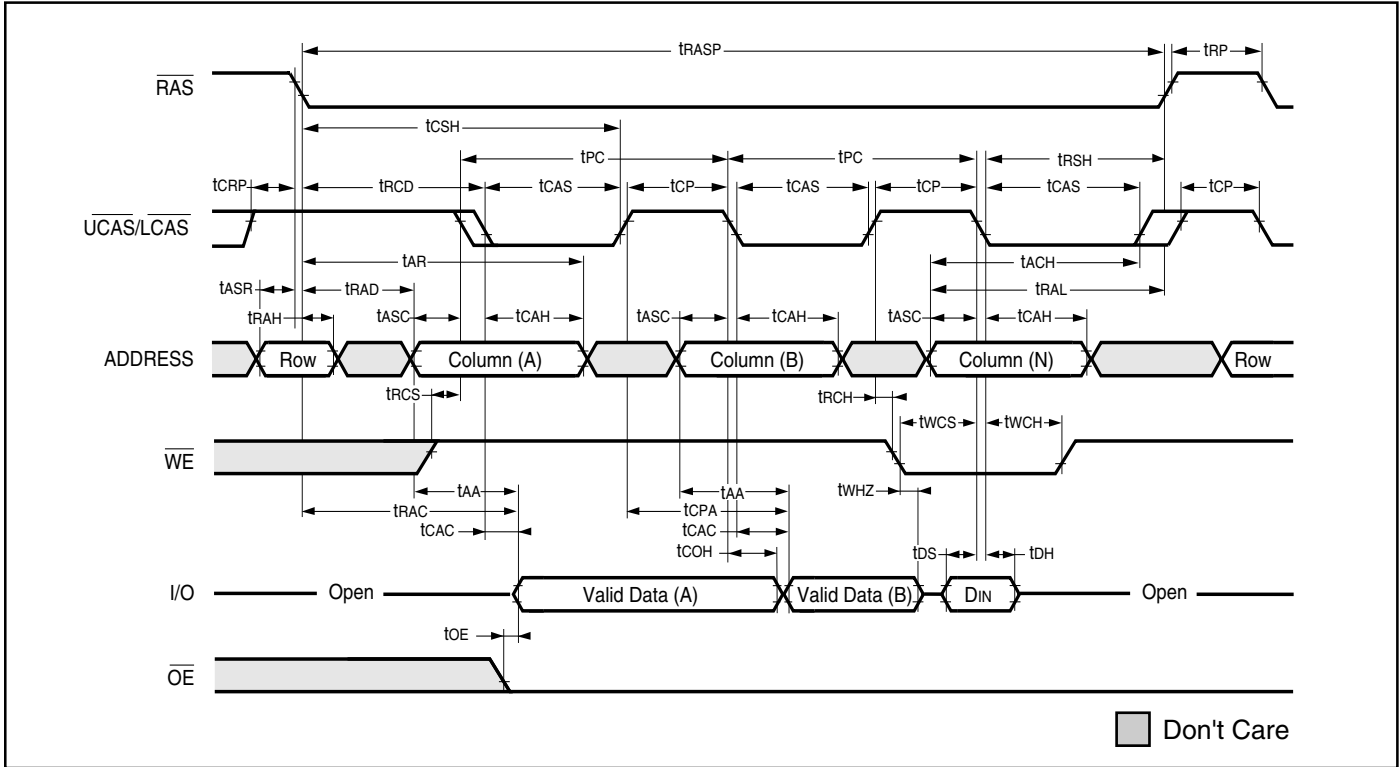 tRASP
tRP
RAS
tCSH
tPC
tPC
tRSH
tCRP
tRCD
tCAS
tCP
tCAS
tCP
tCAS
tCP
UCAS/LCAS
tAR
tACH
tASR
tRAD
tRAL
tRAH
tASC
tCAH
tASC
tCAH
tASC
tCAH
ADDRESS
Row
Column (A)
Column (B)
Column (N)
Row
tRCS
tRCH
tWCS
tWCH
WE
tAA
tAA
tWHZ
tRAC
tCPA
tCAC
tCAC
tCOH
tDS
tDH
I/O
Open
Valid Data (A)
Valid Data (B)
DIN
Open
tOE
OE
Don't Care